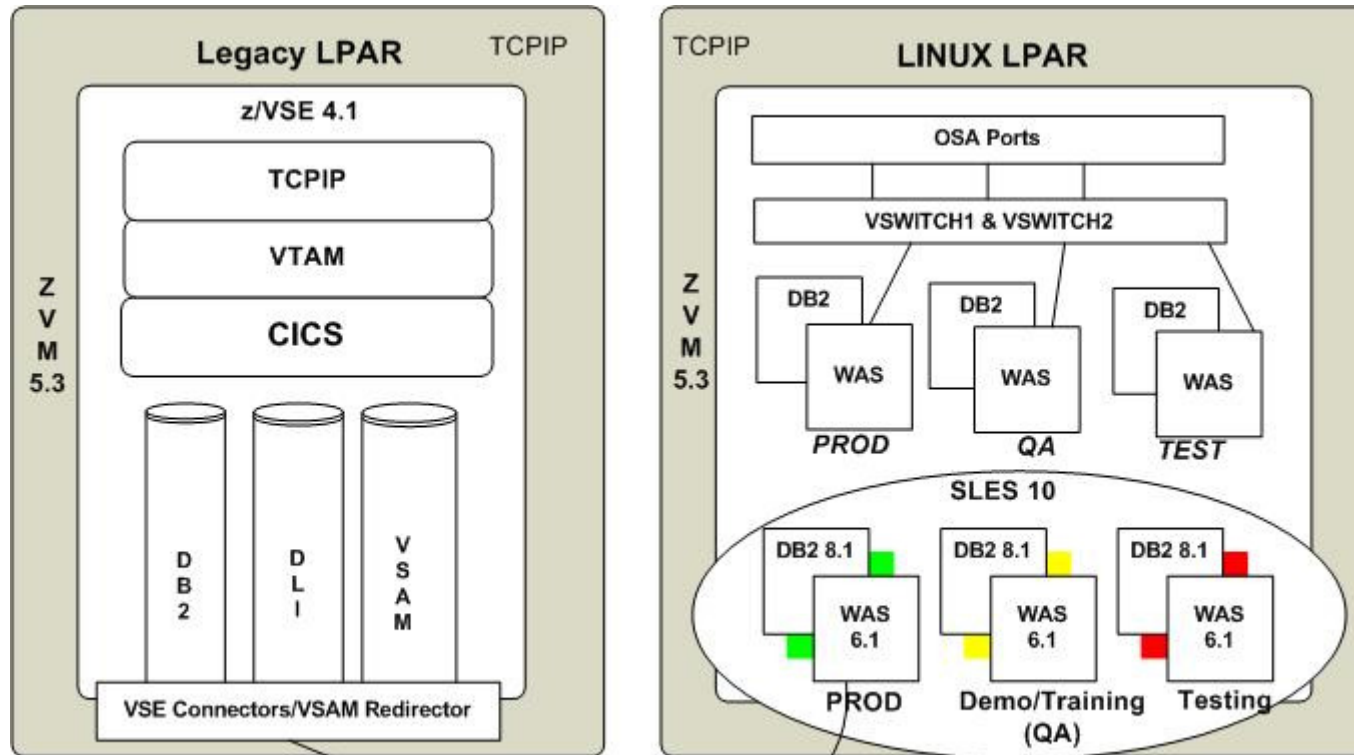 Legacy LPAR
TCPIP
z/VSE 4.1
TCPIP
VTAM
CICS
Z
V
M
5.3
DB2
DLI
VSAM
VSE Connectors/VSAM Redirector
TCPIP
LINUX LPAR
OSA Ports
VSWITCH1 & VSWITCH2
Z
V
M
5.3
DB2
WAS
PROD
DB2
WAS
QA
DB2
WAS
TEST
SLES 10
DB2 8.1
WAS
6.1
PROD
DB2 8.1
WAS
6.1
Demo/Training
(QA)
DB2 8.1
WAS
6.1
Testing